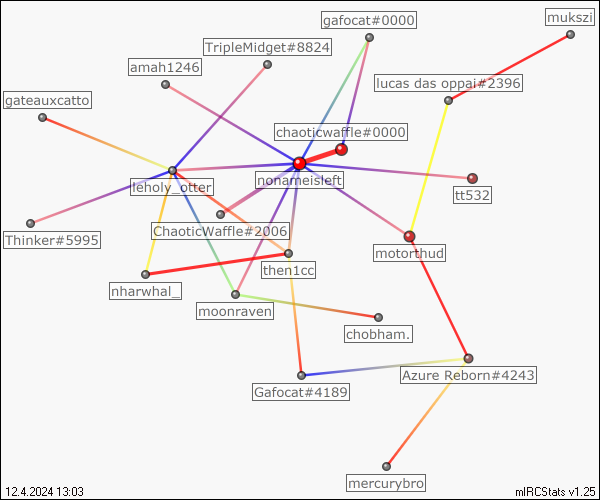 mukszi
gafocat#0000
TripleMidget#8824
amah1246
lucas das oppai#2396
gateauxcatto
chaoticwaffle#0000
nonameisleft
leholy_otter
tt532
ChaoticWaffle#2006
Thinker#5995
motorthud
then1cc
nharwhal_
moonraven
chobham.
Azure Reborn#4243
Gafocat#4189
mercurybro
12.4.2024 13:03
mIRCStats v1.25